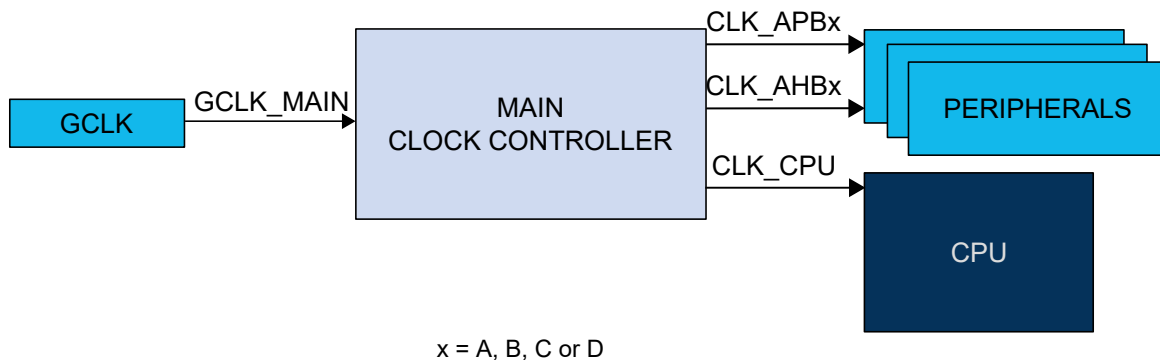 GCLK
GCLK_MAIN
MAIN
CLOCK CONTROLLER
CLK_APBx
CLK_AHBx
CLK_CPU
PERIPHERALS
CPU
x = A, B, C or D